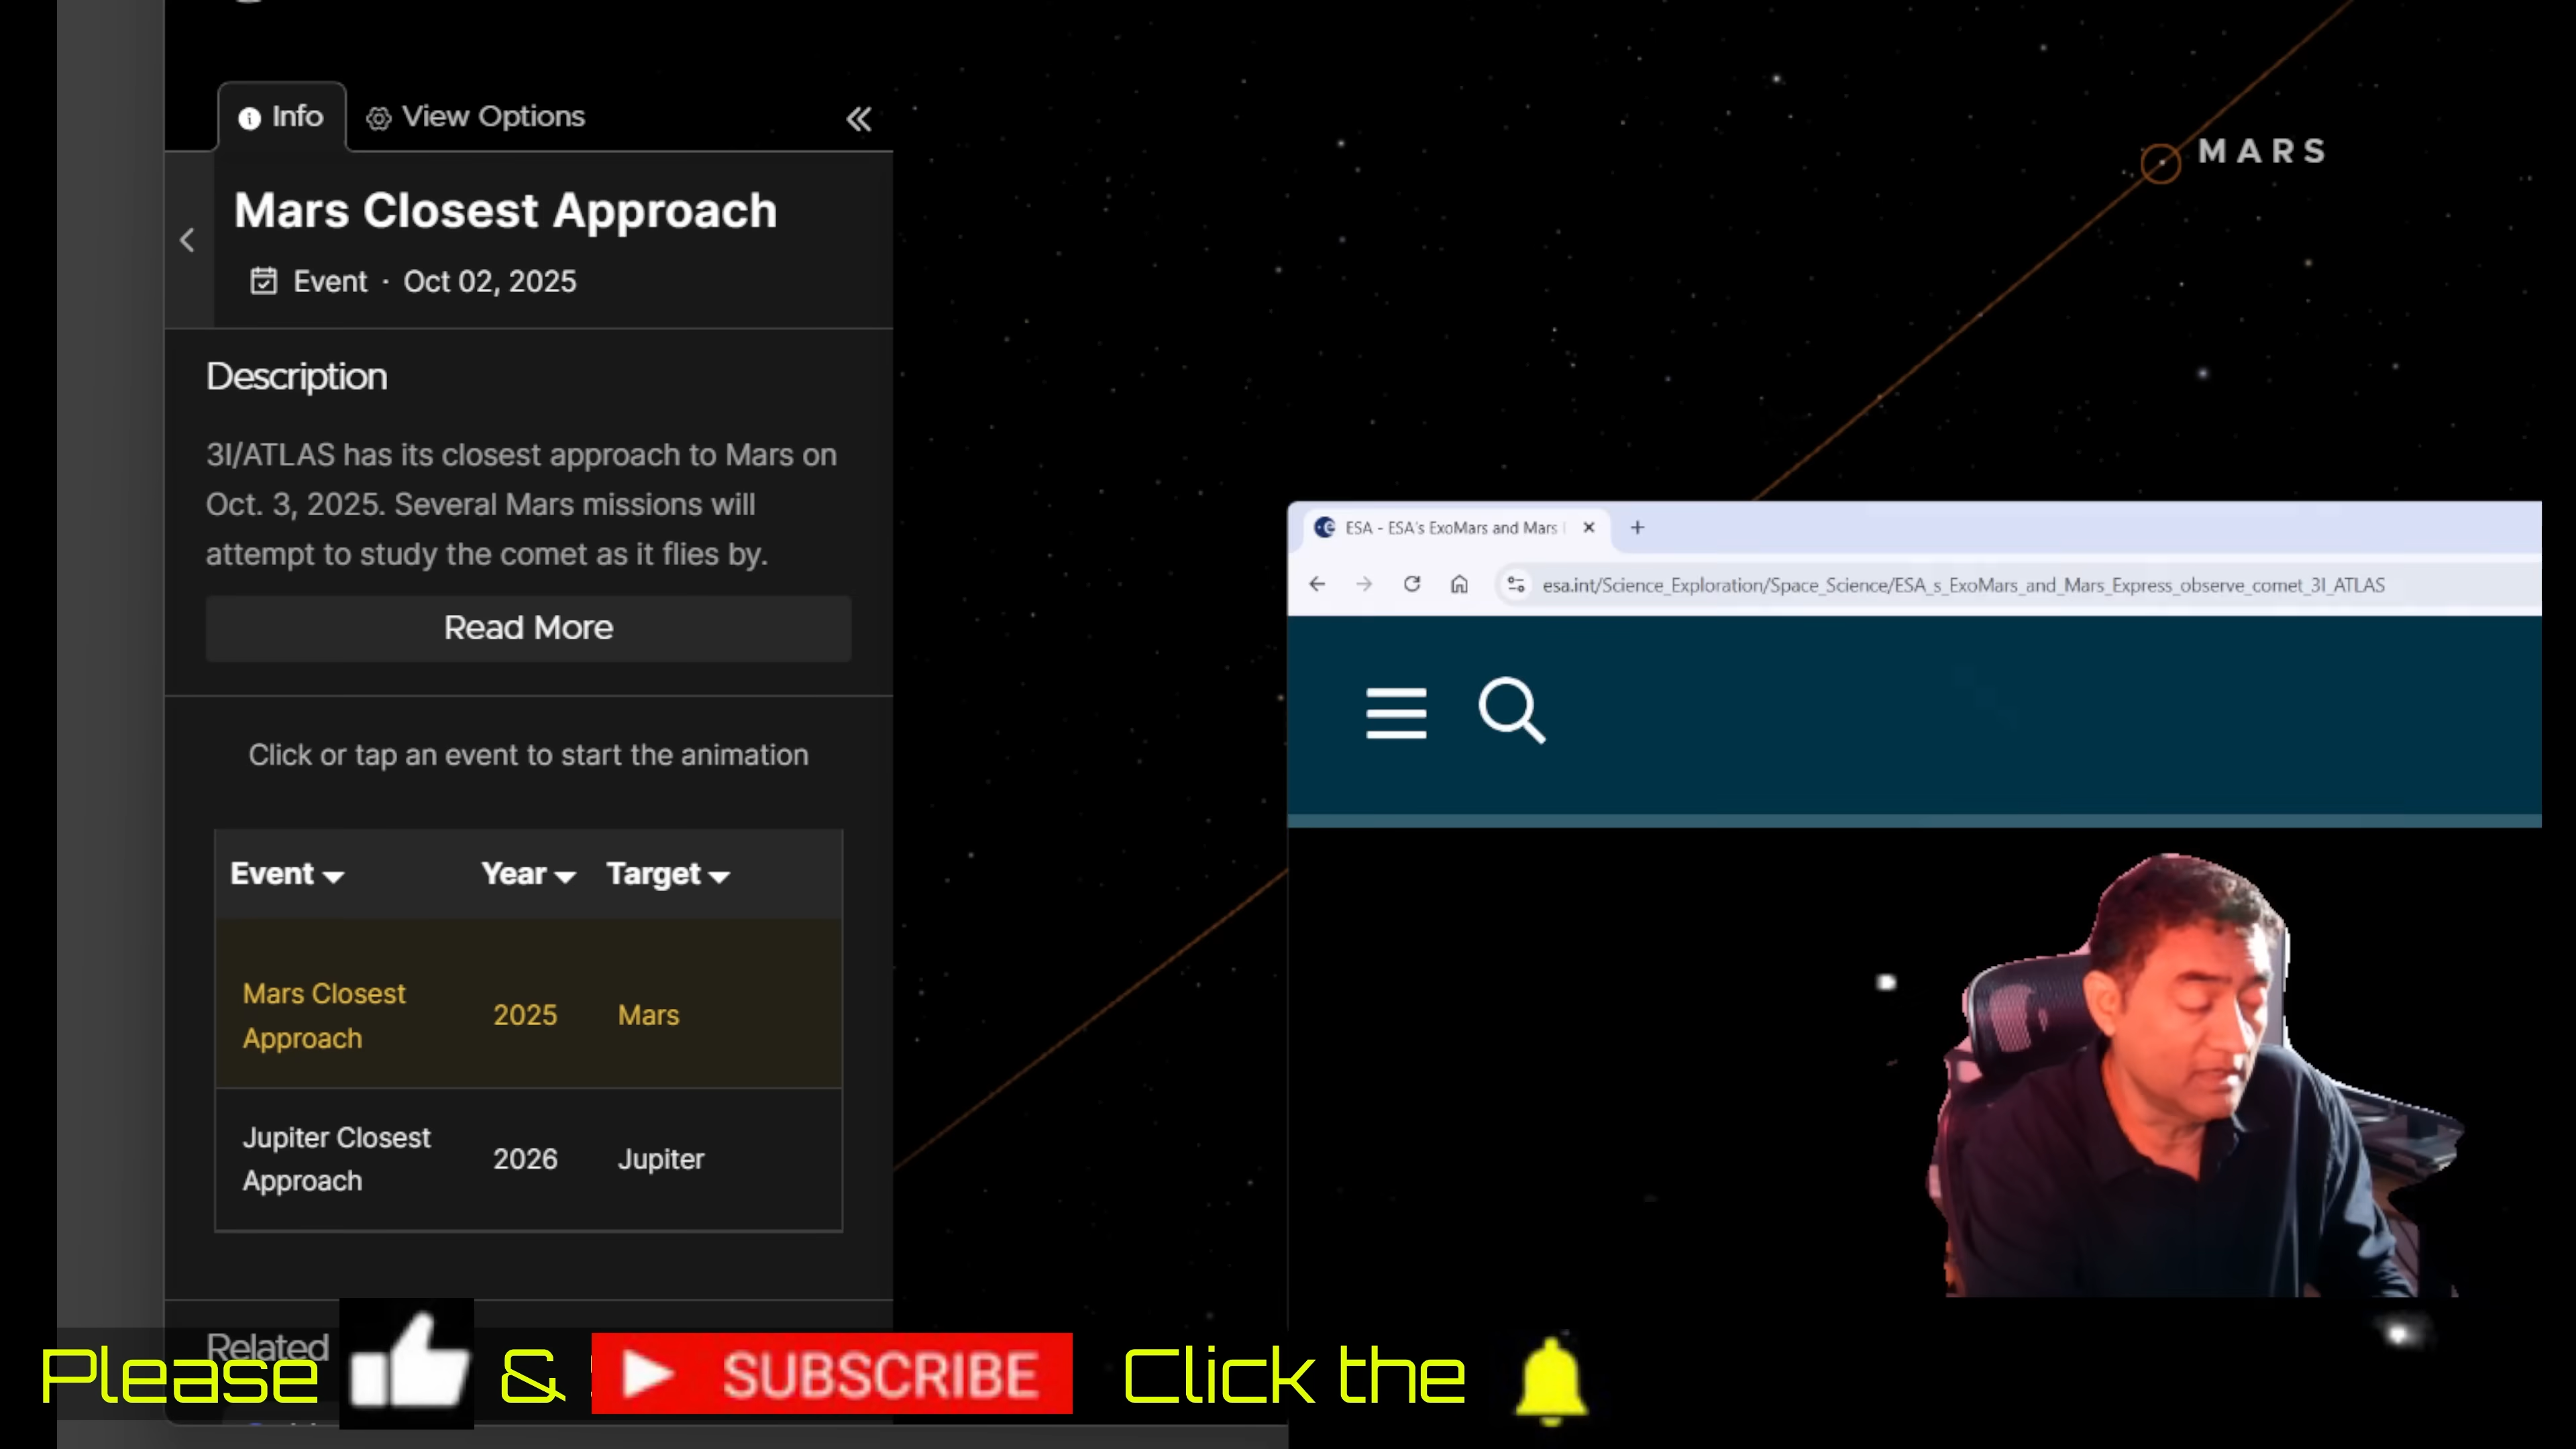 Info
View Options
MARS
Mars Closest Approach
Event · Oct 02, 2025
Description
3I/ATLAS has its closest approach to Mars on
Oct. 3, 2025. Several Mars missions will
attempt to study the comet as it flies by.
Read More
Click or tap an event to start the animation
Event Year Target
Mars Closest
Approach
2025
Mars
Jupiter Closest
Approach
2026
Jupiter
Related
ESA - ESA's ExoMars and Mars
esa.int/Science_Exploration/Space_Science/ESA_s_ExoMars_and_Mars_Express_observe_comet_3I_ATLAS
Please & SUBSCRIBE Click the